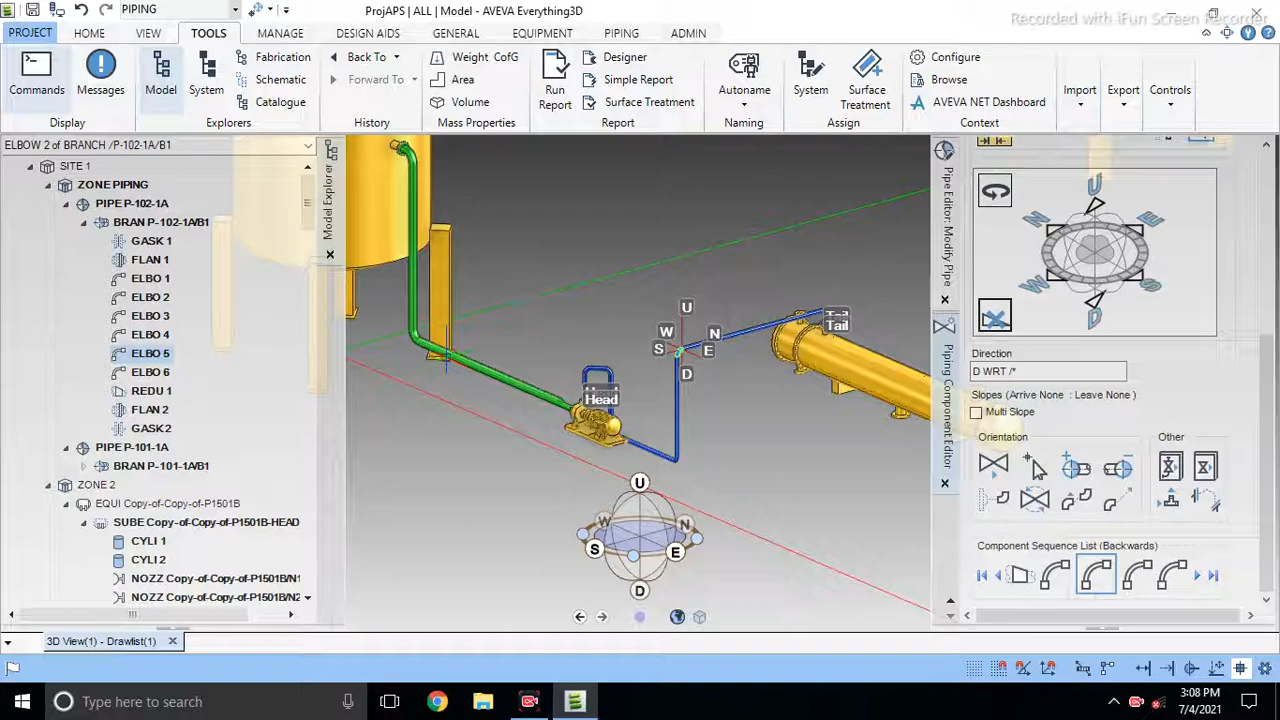 PIPING
ProjAPS | ALL | Model - AVEVA Everything3D
Recorded with iFun Screen Recorder
PROJECT HOME VIEW TOOLS MANAGE DESIGN AIDS GENERAL EQUIPMENT PIPING ADMIN
Commands
Messages
Model
System
Fabrication
Schematic
Catalogue
Back To
Forward To
Weight CofG
Area
Volume
Run
Report
Designer
Simple Report
Surface Treatment
Autoname
System
Surface
Treatment
Configure
Browse
AVEVA NET Dashboard
Import
Export
Controls
Display
Explorers
History
Mass Properties
Report
Naming
Assign
Context
ELBOW 2 of BRANCH /P-102-1A/B1
SITE 1
ZONE PIPING
PIPE P-102-1A
BRAN P-102-1A/B1
GASK 1
FLAN 1
ELBO 1
ELBO 2
ELBO 3
ELBO 4
ELBO 5
ELBO 6
REDU 1
FLAN 2
GASK 2
PIPE P-101-1A
BRAN P-101-1A/B1
ZONE 2
EQUI Copy-of-Copy-of-P1501B
SUBE Copy-of-Copy-of-P1501B-HEAD
CYLI 1
CYLI 2
NOZZ Copy-of-Copy-of-P1501B/N1
NOZZ Copy-of-Copy-of-P1501B/N2
Model Explorer
U
W N
S E
D
Tail
Head
U
W N
S E
D
Pipe Editor: Modify Pipe
Piping Component Editor
U
N E
W S
D
Direction
D WRT /*
Slopes (Arrive None : Leave None )
Multi Slope
Orientation
Other
Component Sequence List (Backwards)
3D View(1) - Drawlist(1)
Type here to search
3:08 PM
7/4/2021